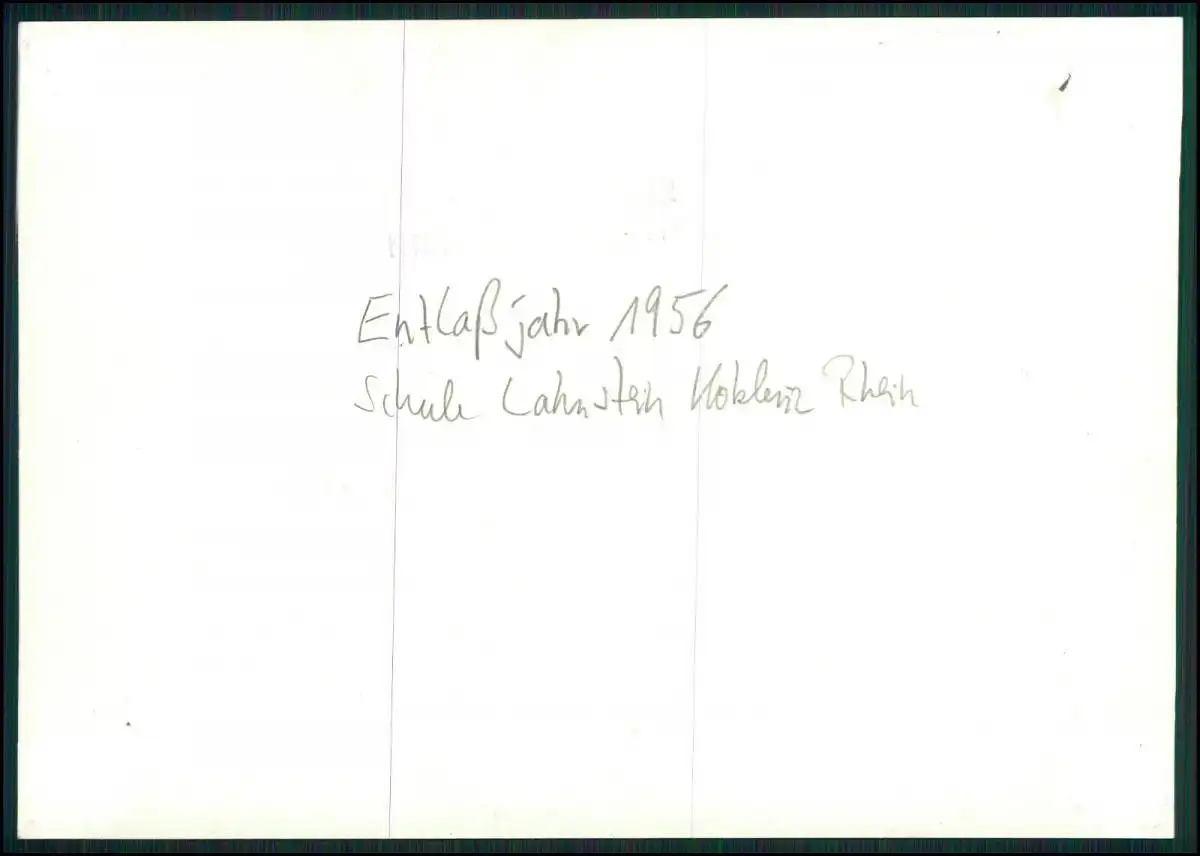 Entlaßjahr 1956
Schule Lahnstein Koblenz Rhein